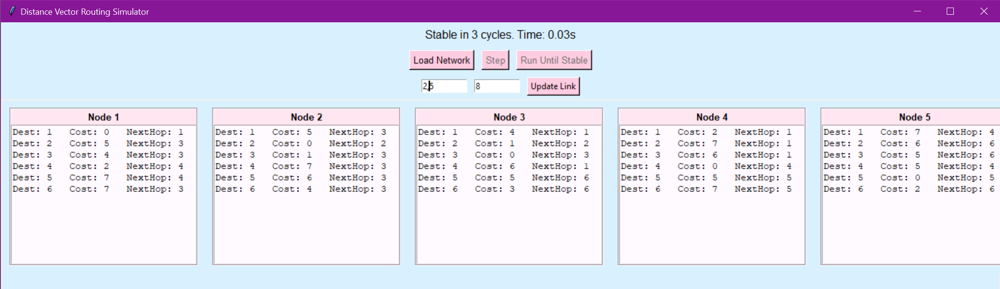 Distance Vector Routing Simulator
Stable in 3 cycles. Time: 0.03s
Load Network Step Run Until Stable
2,5 8 Update Link
Node 1
Dest: 1 Cost: 0 NextHop: 1
Dest: 2 Cost: 5 NextHop: 3
Dest: 3 Cost: 4 NextHop: 3
Dest: 4 Cost: 2 NextHop: 4
Dest: 5 Cost: 7 NextHop: 4
Dest: 6 Cost: 7 NextHop: 3
Node 2
Dest: 1 Cost: 5 NextHop: 3
Dest: 2 Cost: 0 NextHop: 2
Dest: 3 Cost: 1 NextHop: 3
Dest: 4 Cost: 7 NextHop: 3
Dest: 5 Cost: 6 NextHop: 3
Dest: 6 Cost: 4 NextHop: 3
Node 3
Dest: 1 Cost: 4 NextHop: 1
Dest: 2 Cost: 1 NextHop: 2
Dest: 3 Cost: 0 NextHop: 3
Dest: 4 Cost: 6 NextHop: 1
Dest: 5 Cost: 5 NextHop: 6
Dest: 6 Cost: 3 NextHop: 6
Node 4
Dest: 1 Cost: 2 NextHop: 1
Dest: 2 Cost: 7 NextHop: 1
Dest: 3 Cost: 6 NextHop: 1
Dest: 4 Cost: 0 NextHop: 4
Dest: 5 Cost: 5 NextHop: 5
Dest: 6 Cost: 7 NextHop: 5
Node 5
Dest: 1 Cost: 7 NextHop: 4
Dest: 2 Cost: 6 NextHop: 6
Dest: 3 Cost: 5 NextHop: 6
Dest: 4 Cost: 5 NextHop: 4
Dest: 5 Cost: 0 NextHop: 5
Dest: 6 Cost: 2 NextHop: 6